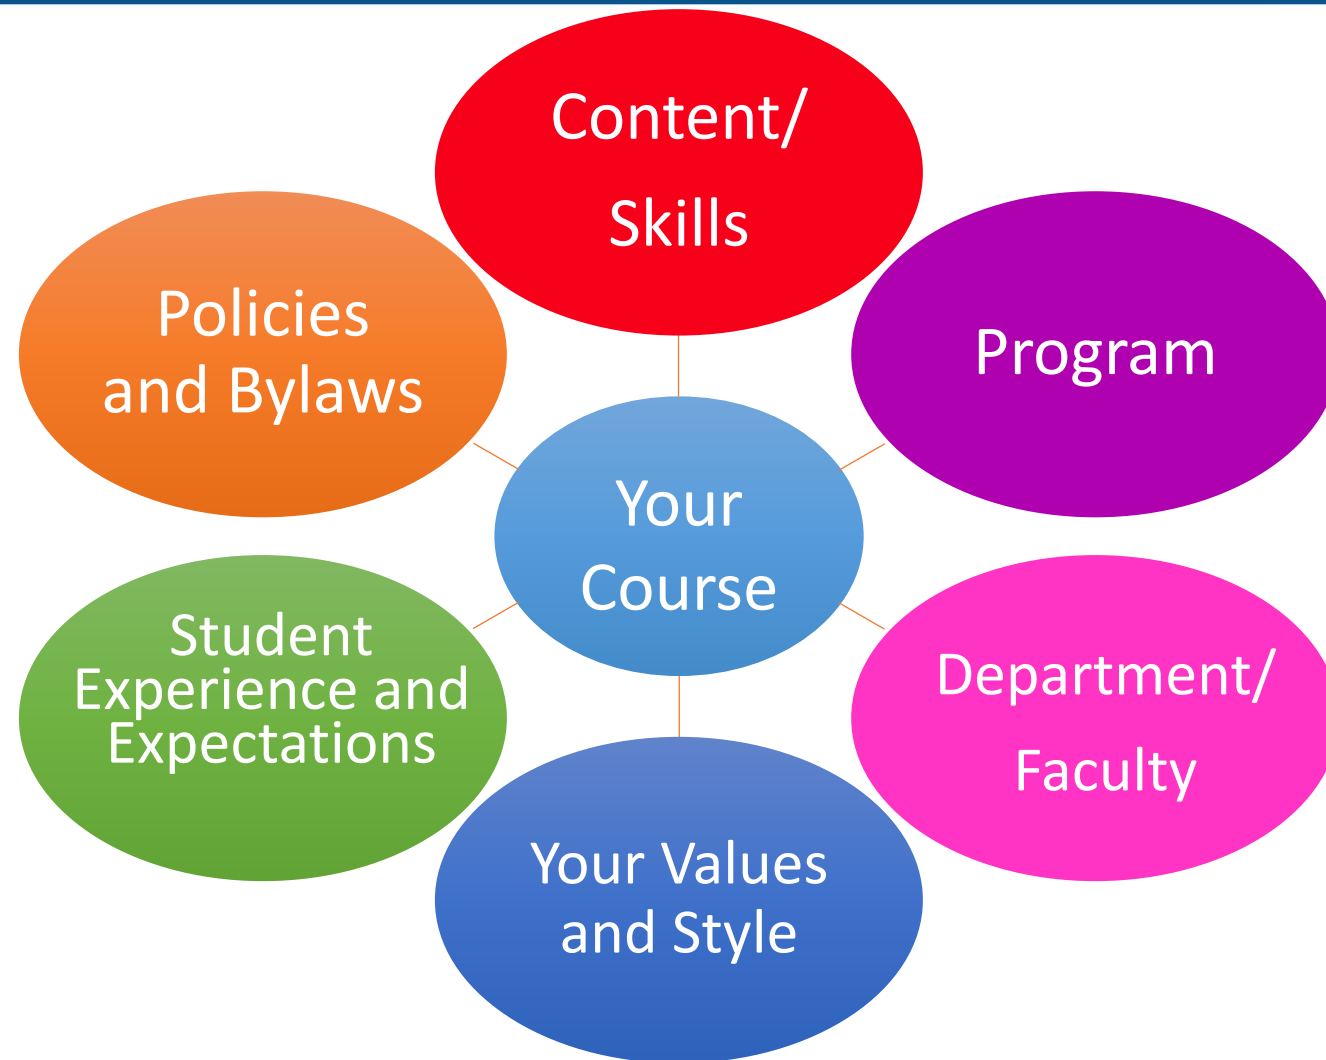 Content/
Skills
Policies
and Bylaws
Program
Your
Course
Student
Experience and
Expectations
Department/
Faculty
Your Values
and Style